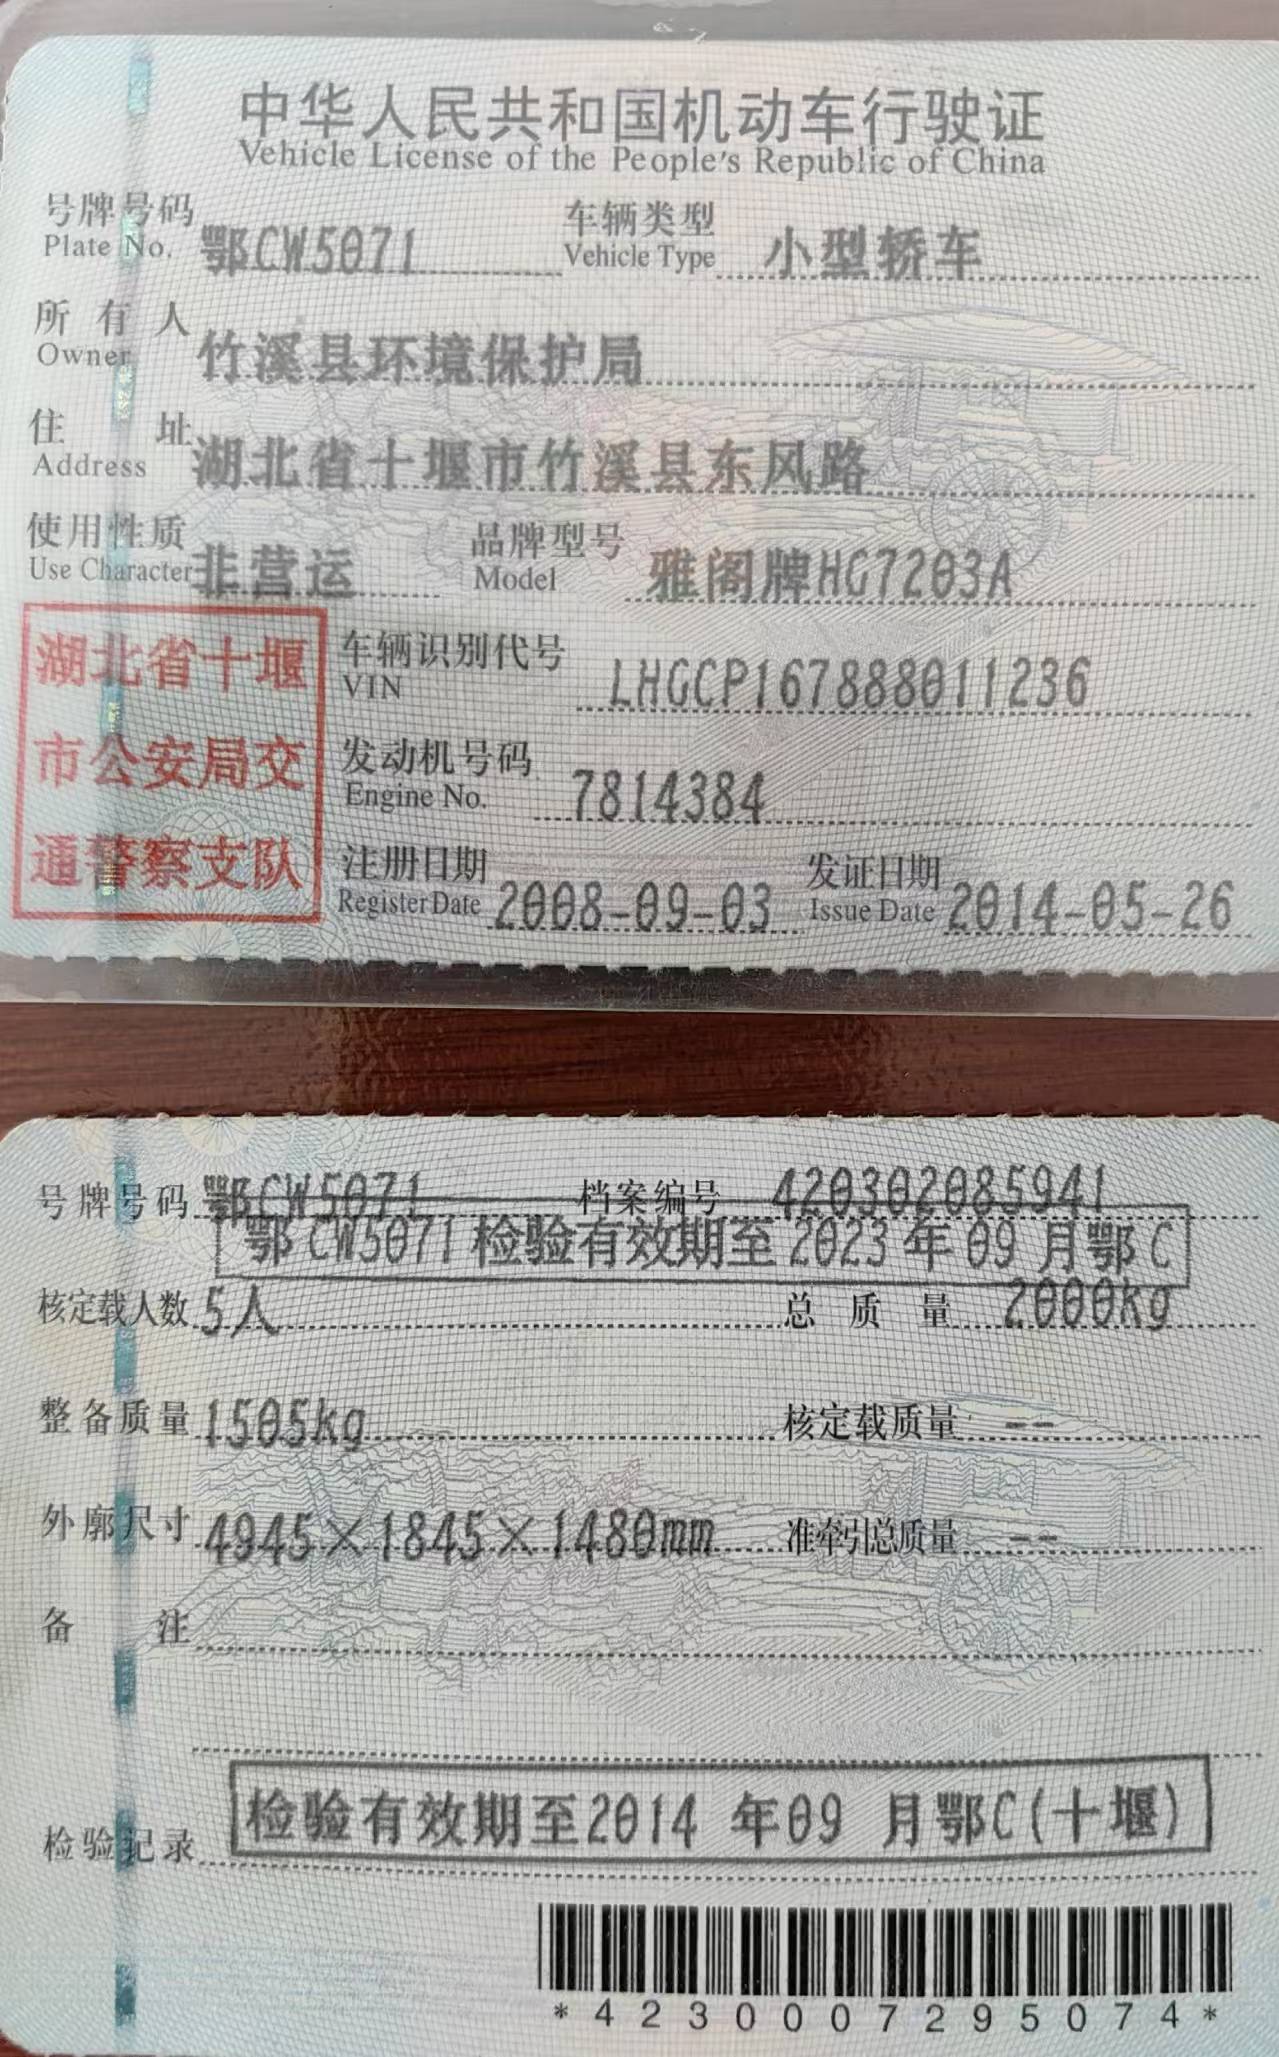 中华人民共和国机动车行驶证
Vehicle License of the People's Republic of China
号牌号码 鄂CW5071 车辆类型 小型轿车
Plate No. Vehicle Type
所有人 竹溪县环境保护局
Owner
住址 湖北省十堰市竹溪县东风路
Address
使用性质 非营运 品牌型号 雅阁牌HG7203A
Use Character Model
湖北省十堰
市公安局交
通警察支队
车辆识别代号 LHGCP167888011236
VIN
发动机号码 7814384
Engine No.
注册日期 2008-09-03 发证日期 2014-05-26
Register Date Issue Date
号牌号码 鄂CW5071 档案编号 420302085941
鄂CW5071检验有效期至2023年09月鄂C
核定载人数 5人 总质量 2000kg
整备质量 1505kg 核定载质量 --
外廓尺寸 4945×1845×1480mm 准牵引总质量 --
备注
检验记录 检验有效期至2014年09月鄂C(十堰)
*4230007295074*